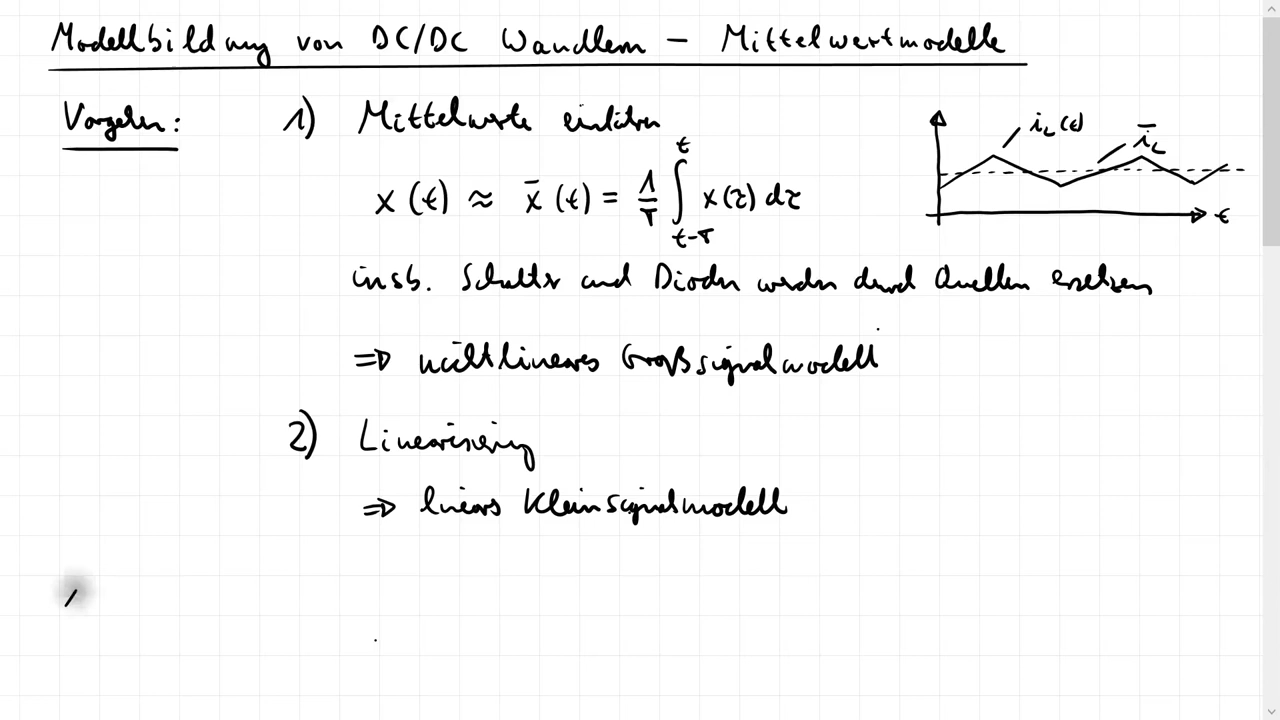 Modellbildung von DC/DC Wandlern – Mittelwertmodelle
Vorgehen:
1) Mittelwerte einführen
x(t) ≈ x̄(t) = 1/T ∫_{t-T}^{t} x(τ) dτ
i_L(t)
ī_L
t
insb. Schalter und Dioden werden durch Quellen ersetzen
⇒ nichtlineares Großsignalmodell
2) Linearisierung
⇒ lineares Kleinsignalmodell